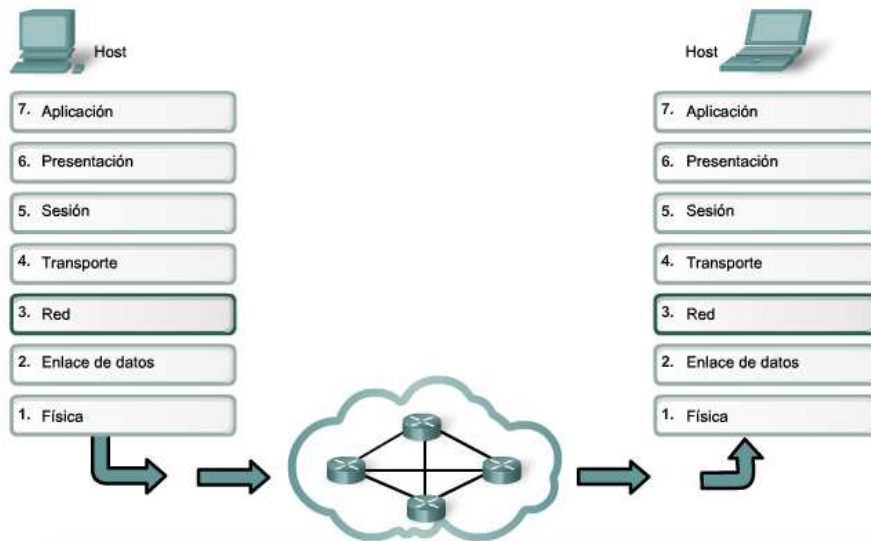 Host
7. Aplicación
6. Presentación
5. Sesión
4. Transporte
3. Red
2. Enlace de datos
1. Física
Host
7. Aplicación
6. Presentación
5. Sesión
4. Transporte
3. Red
2. Enlace de datos
1. Física